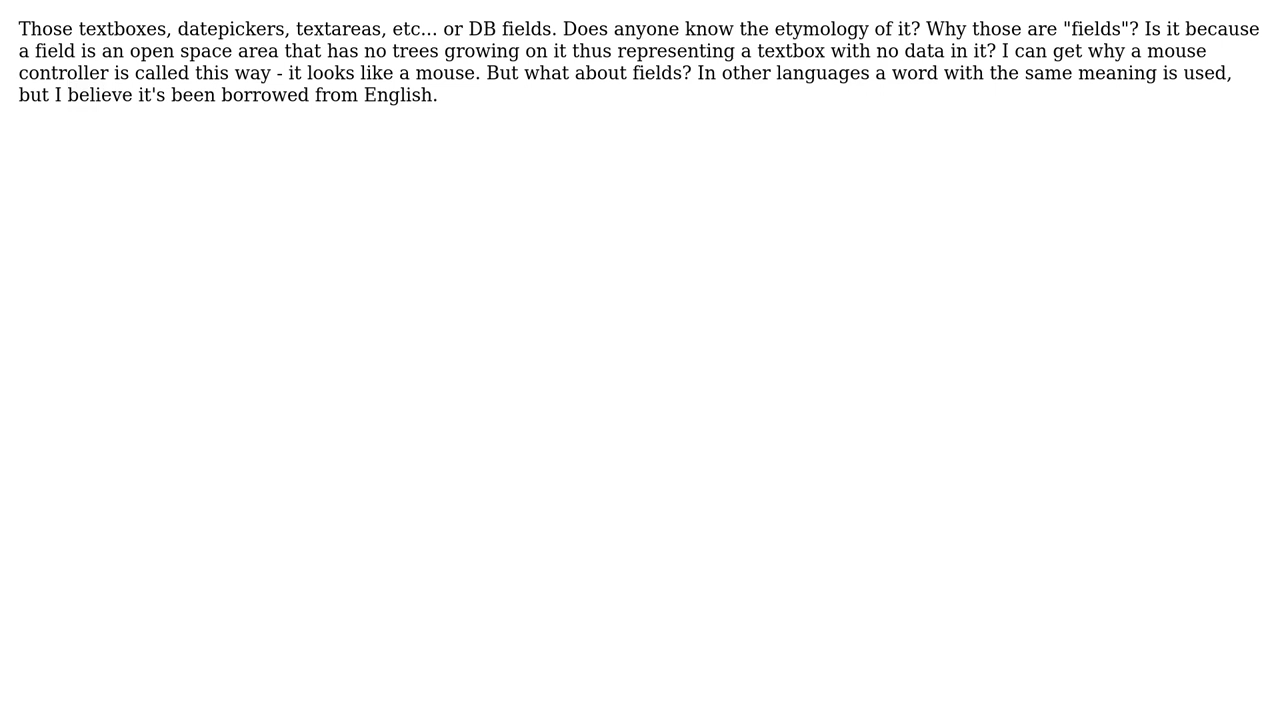 Those textboxes, datepickers, textareas, etc... or DB fields. Does anyone know the etymology of it? Why those are "fields"? Is it because
a field is an open space area that has no trees growing on it thus representing a textbox with no data in it? I can get why a mouse
controller is called this way - it looks like a mouse. But what about fields? In other languages a word with the same meaning is used,
but I believe it's been borrowed from English.